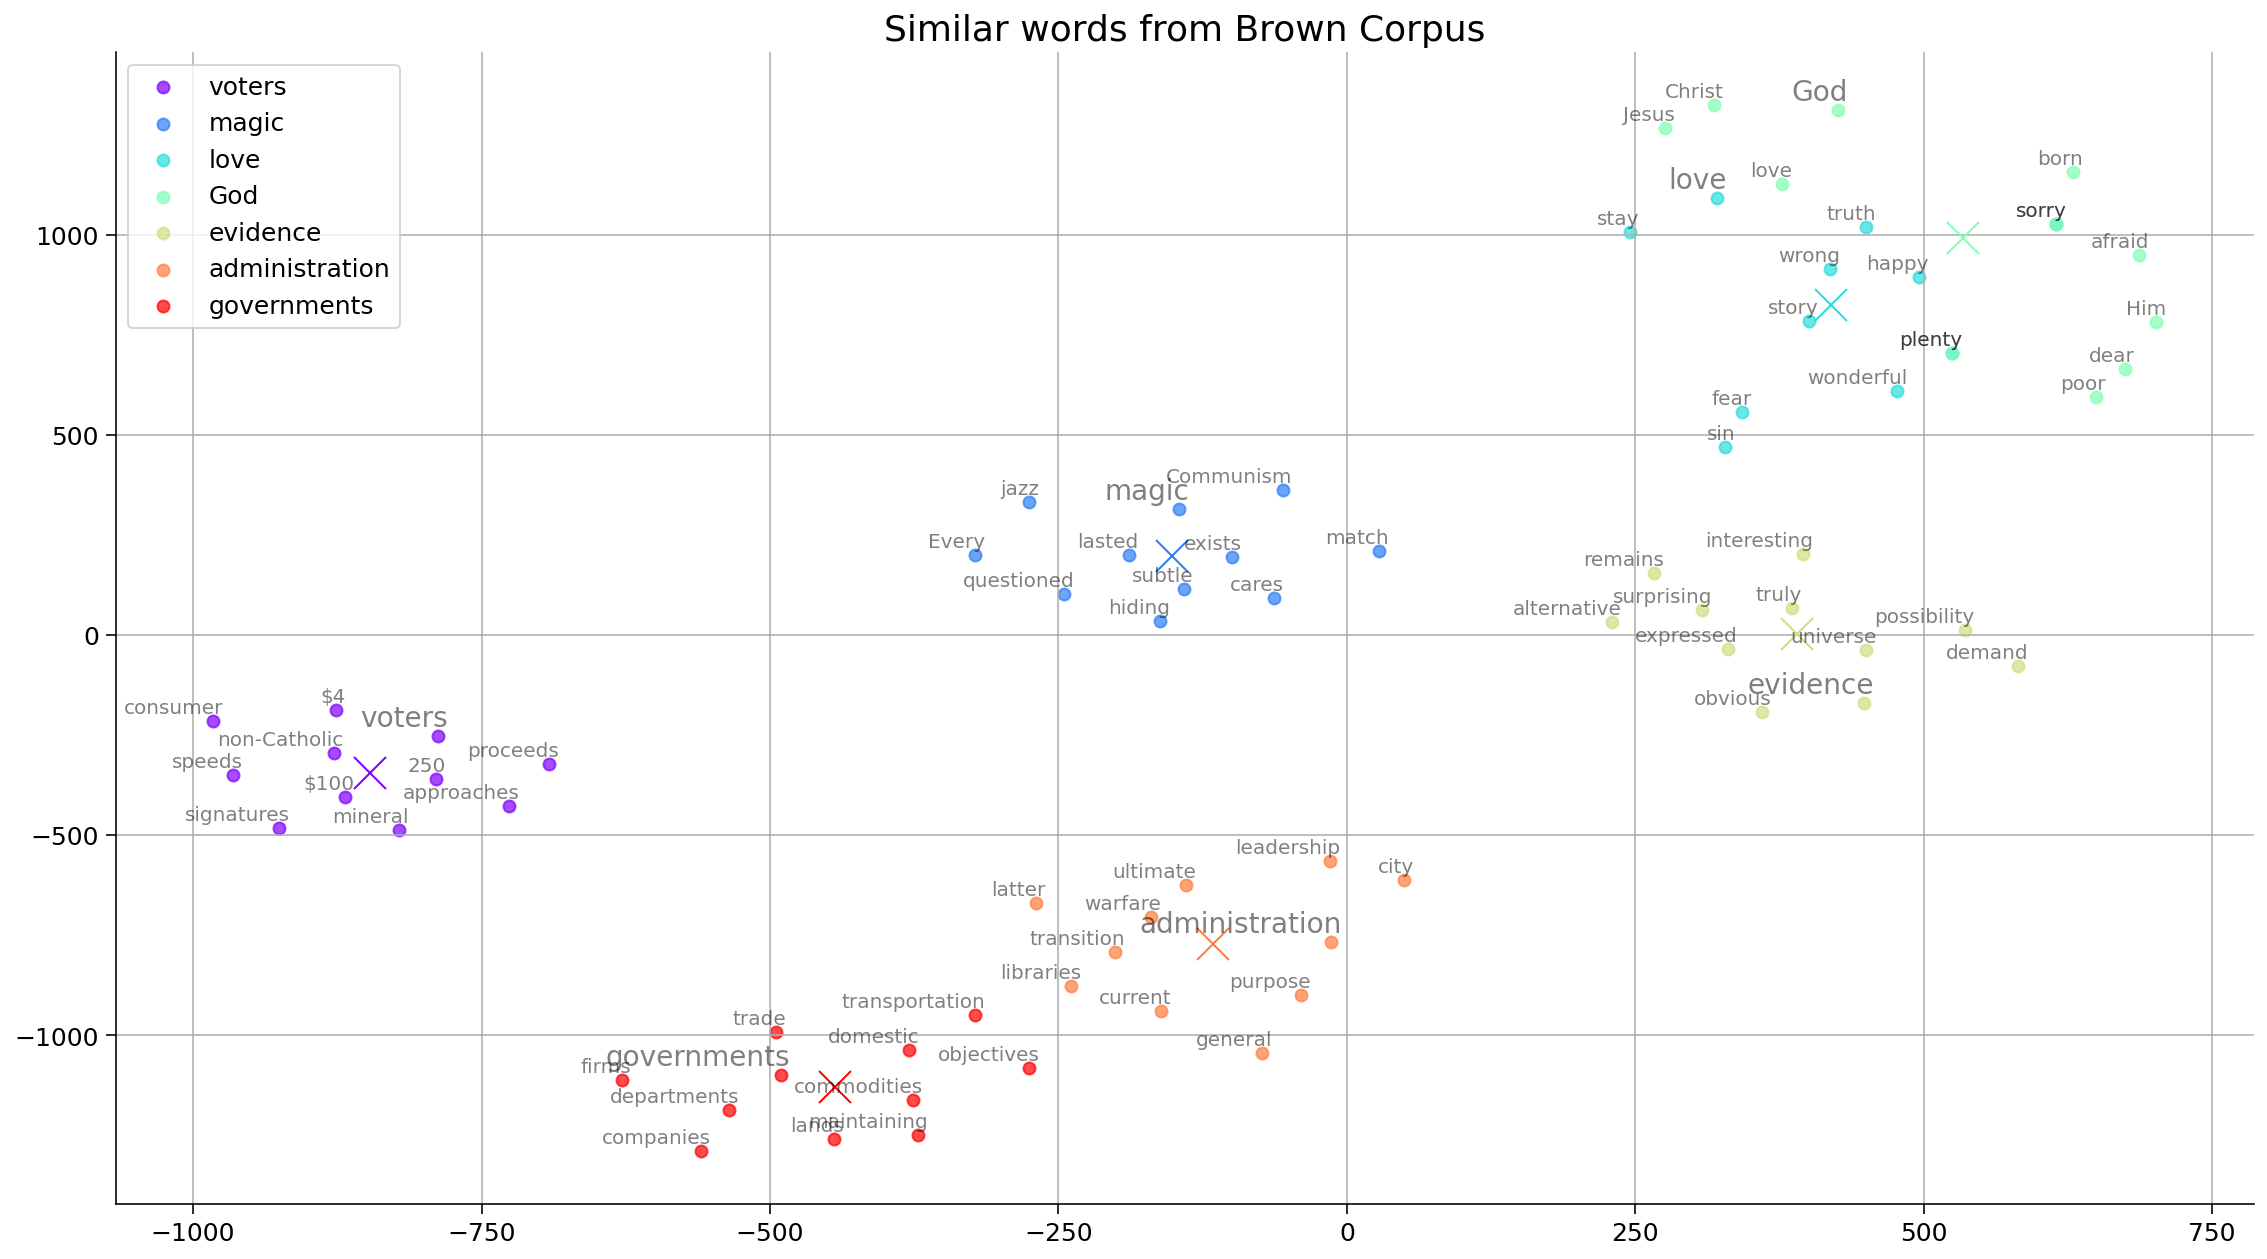 Similar words from Brown Corpus
voters
magic
love
God
evidence
administration
governments
Christ
God
Jesus
born
love
love
stay
truth
sorry
afraid
wrong
happy
story
Him
plenty
dear
wonderful
poor
fear
sin
jazz
magic
Communism
Every
lasted
exists
match
questioned
subtle
cares
hiding
interesting
remains
surprising
truly
alternative
possibility
expressed
universe
demand
evidence
obvious
consumer
$4
voters
non-Catholic
proceeds
speeds
250
$100
approaches
signatures
mineral
leadership
city
ultimate
latter
warfare
administration
transition
libraries
purpose
current
transportation
trade
domestic
general
governments
objectives
firms
commodities
departments
lands
maintaining
companies
1000
500
0
−500
−1000
−1000
−750
−500
−250
0
250
500
750